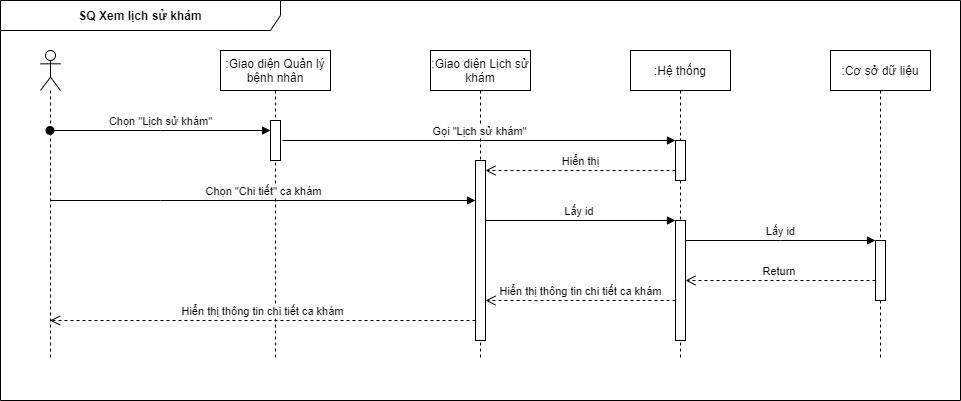 SQ Xem lịch sử khám
:Giao diện Quản lý
bệnh nhân
:Giao diện Lịch sử
khám
:Hệ thống
:Cơ sở dữ liệu
Chọn "Lịch sử khám"
Gọi "Lịch sử khám"
Hiển thị
Chọn "Chi tiết" ca khám
Lấy id
Lấy id
Return
Hiển thị thông tin chi tiết ca khám
Hiển thị thông tin chi tiết ca khám